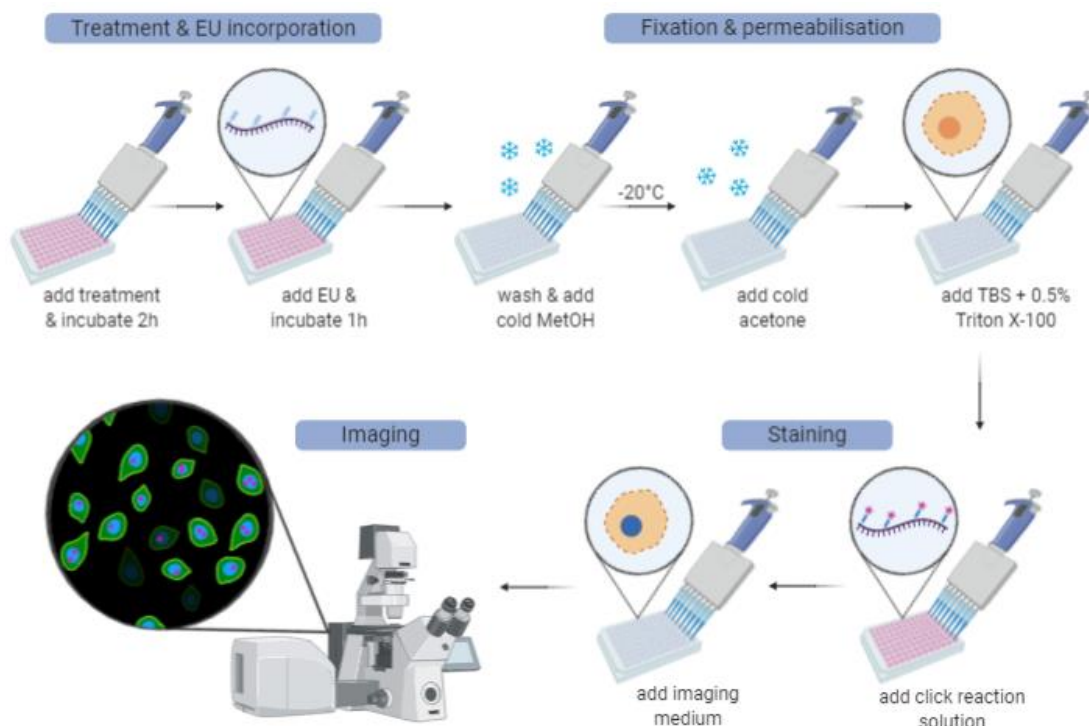 Treatment & EU incorporation
Fixation & permeabilisation
-20°C
add treatment
& incubate 2h
add EU &
incubate 1h
wash & add
cold MetOH
add cold
acetone
add TBS + 0.5%
Triton X-100
Imaging
Staining
add imaging
medium
add click reaction
solution